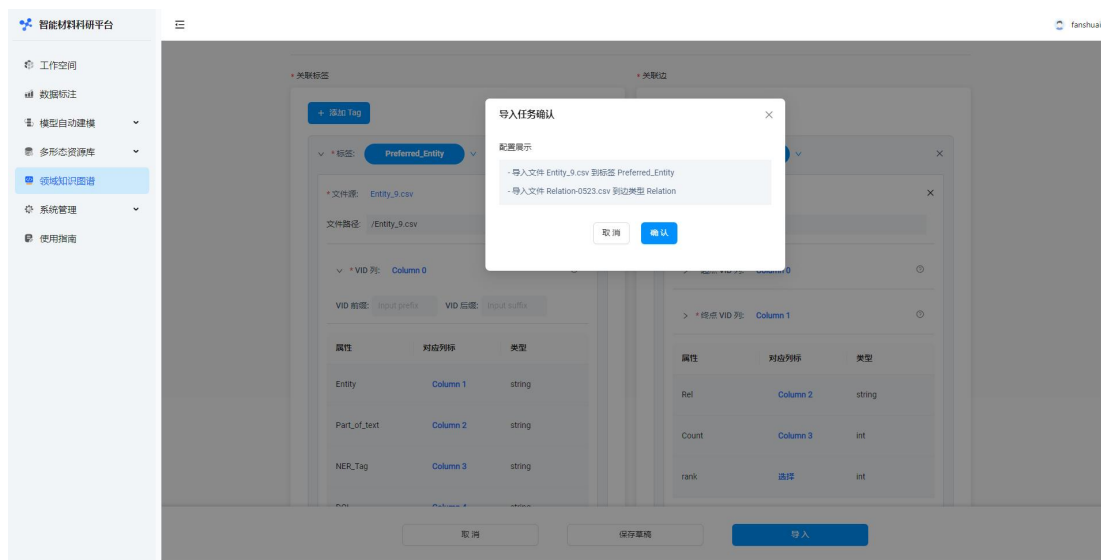 智能材料科研平台
fanshuai
工作空间
数据标注
模型自动建模
多形态资源库
领域知识图谱
系统管理
使用指南
* 关联标签
* 关联边
+ 添加 Tag
导入任务确认
* 标签: Preferred_Entity
配置展示
- 导入文件 Entity_9.csv 到标签 Preferred_Entity
- 导入文件 Relation-0523.csv 到边类型 Relation
* 文件源: Entity_9.csv
文件路径: /Entity_9.csv
取消 确认
* VID 列: Column 0
Column 0
VID 前缀: Input prefix VID 后缀: Input suffix
* 终点 VID 列: Column 1
属性 对应列标 类型
Entity Column 1 string
Part_of_text Column 2 string
NER_Tag Column 3 string
属性 对应列标 类型
Rel Column 2 string
Count Column 3 int
rank 选择 int
取消 保存草稿 导入